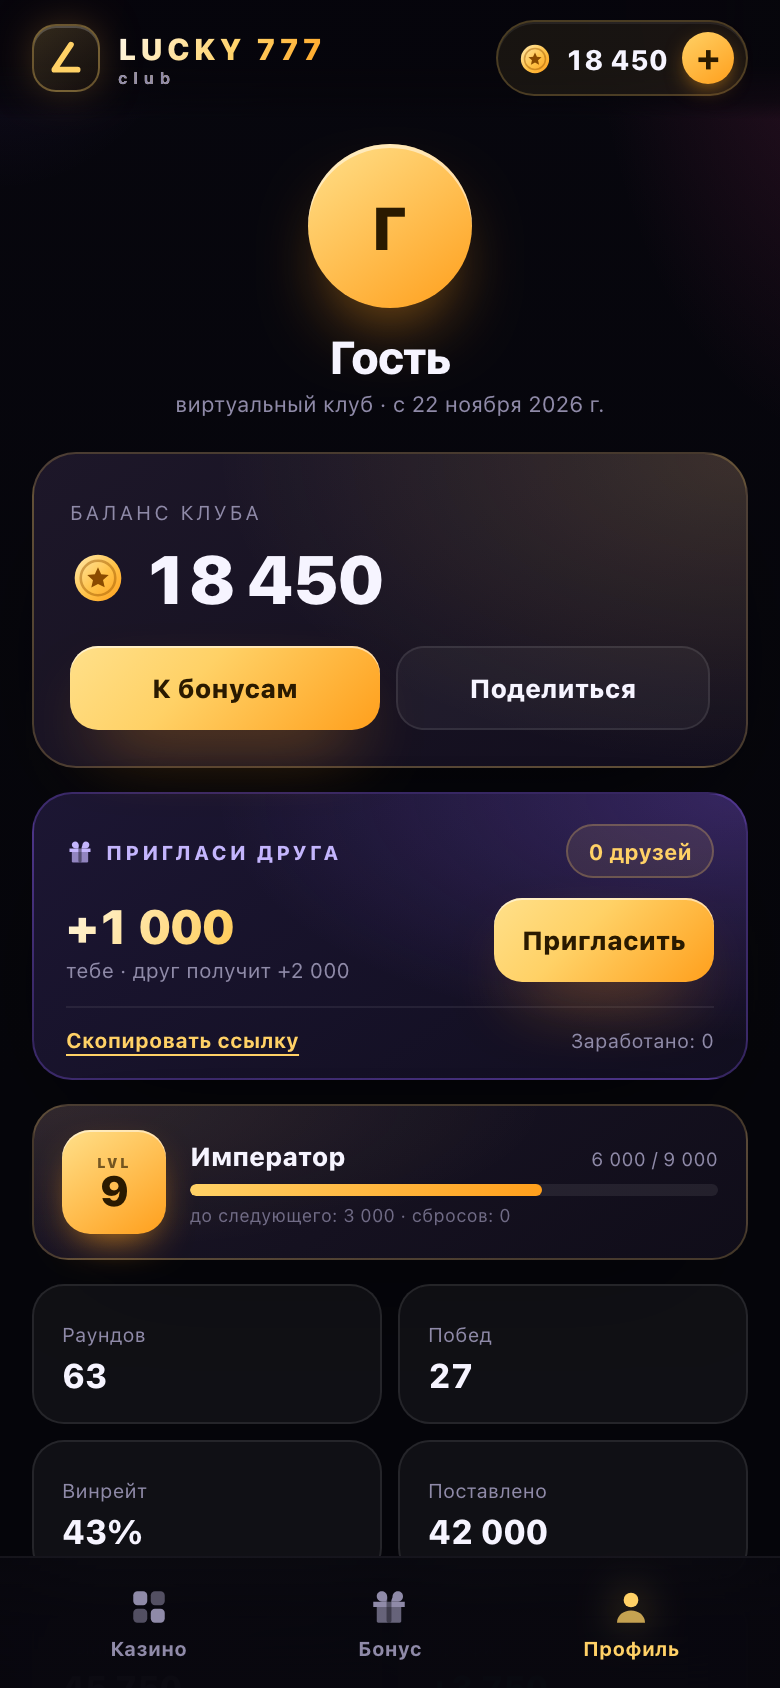 LUCKY 777
club
18 450
+
Г
Гость
виртуальный клуб · с 22 ноября 2026 г.
БАЛАНС КЛУБА
18 450
К бонусам
Поделиться
ПРИГЛАСИ ДРУГА
0 друзей
+1 000
тебе · друг получит +2 000
Пригласить
Скопировать ссылку
Заработано: 0
LVL
9
Император
6 000 / 9 000
до следующего: 3 000 · сбросов: 0
Раундов
63
Побед
27
Винрейт
43%
Поставлено
42 000
Казино
Бонус
Профиль